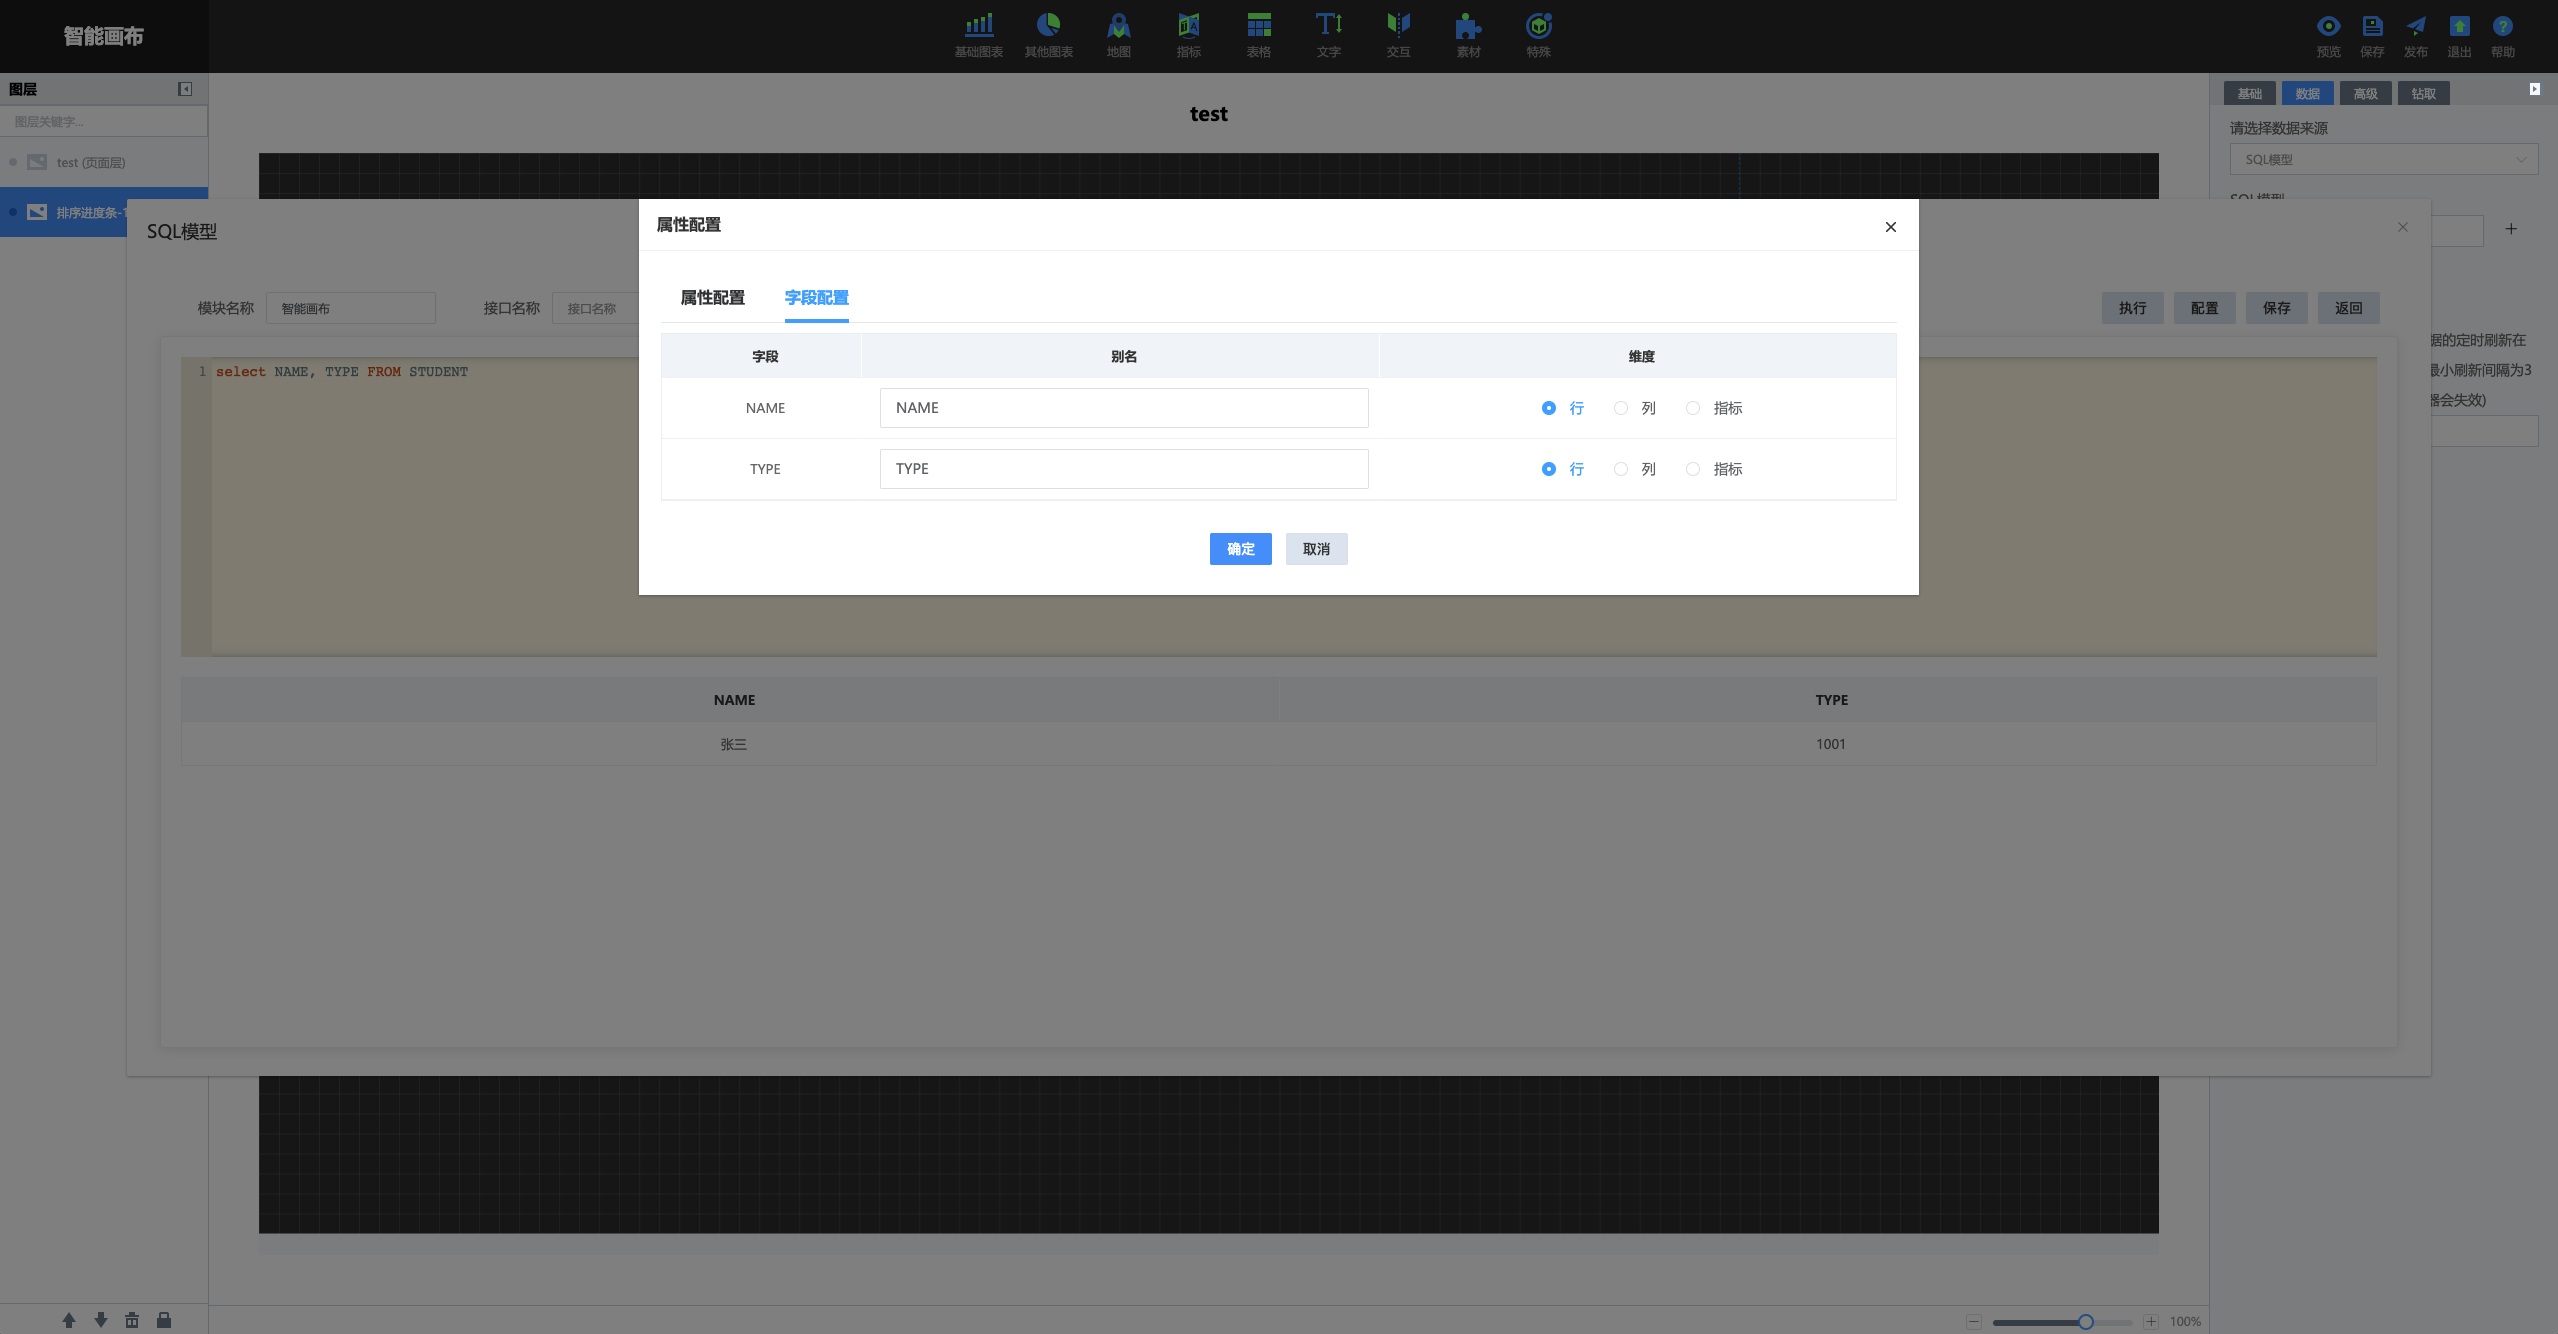 智能画布
基础图表 其他图表 地图 指标 表格 文字 交互 素材 特殊
预览 保存 发布 退出 帮助
图层
图层关键字...
test (页面层)
排序进度条-1
test
基础 数据 高级 钻取
请选择数据来源
SQL模型
SQL模型
据的定时刷新在
最小刷新间隔为3
器会失效)
SQL模型
模块名称 智能画布 接口名称 接口名称
执行 配置 保存 返回
1 select NAME, TYPE FROM STUDENT
NAME TYPE
张三 1001
属性配置
属性配置 字段配置
字段 别名 维度
NAME NAME 行 列 指标
TYPE TYPE 行 列 指标
确定 取消
100%